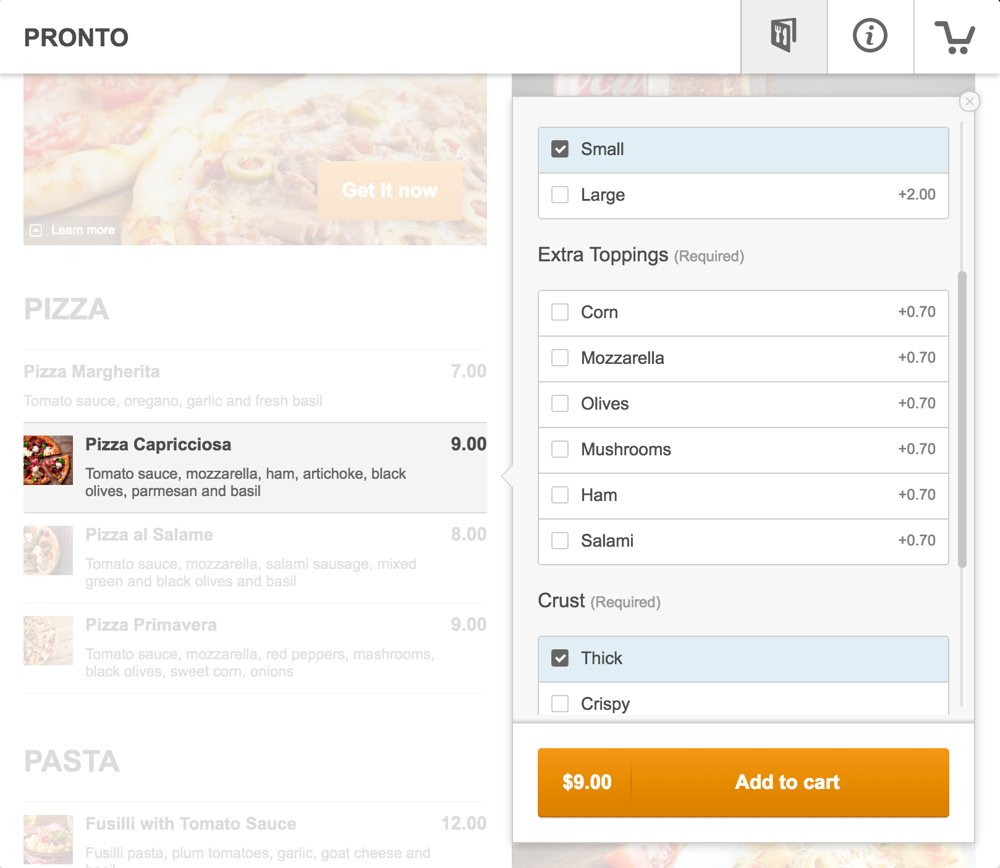 PRONTO
Get it now
Learn more
PIZZA
Pizza Margherita 7.00
Tomato sauce, oregano, garlic and fresh basil
Pizza Capricciosa 9.00
Tomato sauce, mozzarella, ham, artichoke, black
olives, parmesan and basil
Pizza al Salame 8.00
Tomato sauce, mozzarella, salami sausage, mixed
green and black olives and basil
Pizza Primavera 9.00
Tomato sauce, mozzarella, red peppers, mashrooms,
black olives, sweet corn, onions
PASTA
Fusilli with Tomato Sauce 12.00
Fusilli pasta, plum tomatoes, garlic, goat cheese and
Small
Large +2.00
Extra Toppings (Required)
Corn +0.70
Mozzarella +0.70
Olives +0.70
Mushrooms +0.70
Ham +0.70
Salami +0.70
Crust (Required)
Thick
Crispy
$9.00 Add to cart